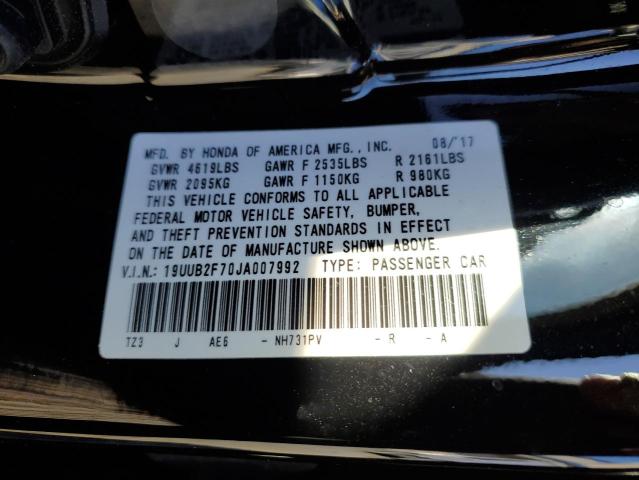 MFD. BY HONDA OF AMERICA MFG., INC. 08/'17
GVWR 4619LBS GAWR F 2535LBS R 2161LBS
GVWR 2095KG GAWR F 1150KG R 980KG
THIS VEHICLE CONFORMS TO ALL APPLICABLE
FEDERAL MOTOR VEHICLE SAFETY, BUMPER,
AND THEFT PREVENTION STANDARDS IN EFFECT
ON THE DATE OF MANUFACTURE SHOWN ABOVE.
V.I.N.: 19UUB2F70JA007992 TYPE: PASSENGER CAR
TZ3 J AE6 - NH731PV - R - A